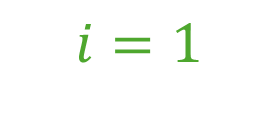 i = 1